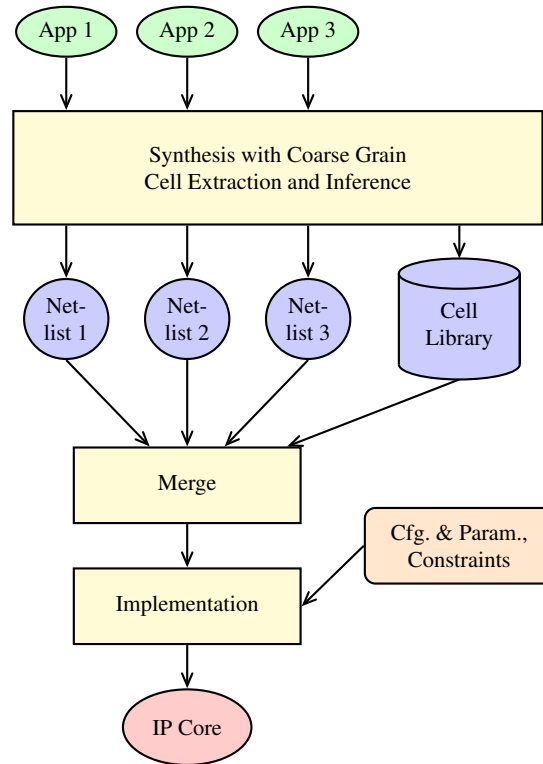 App 1
App 2
App 3
Synthesis with Coarse Grain
Cell Extraction and Inference
Net-
list 1
Net-
list 2
Net-
list 3
Cell
Library
Merge
Cfg. & Param.,
Constraints
Implementation
IP Core